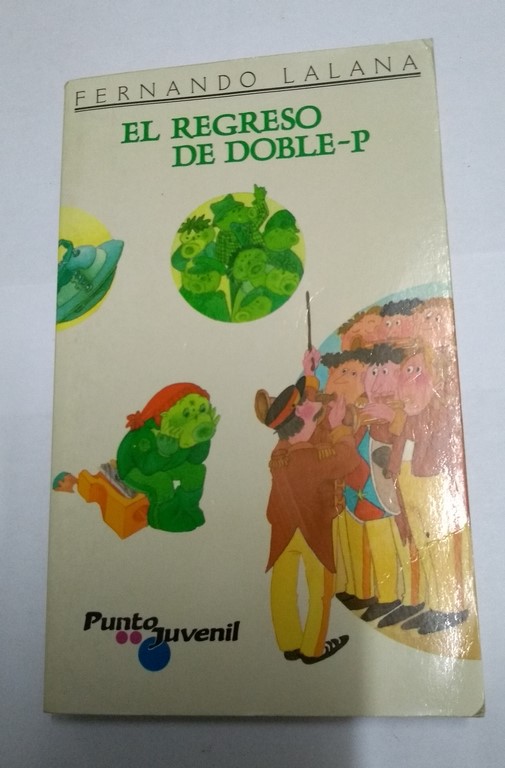 FERNANDO LALANA
EL REGRESO
DE DOBLE-P
Punto
Juvenil